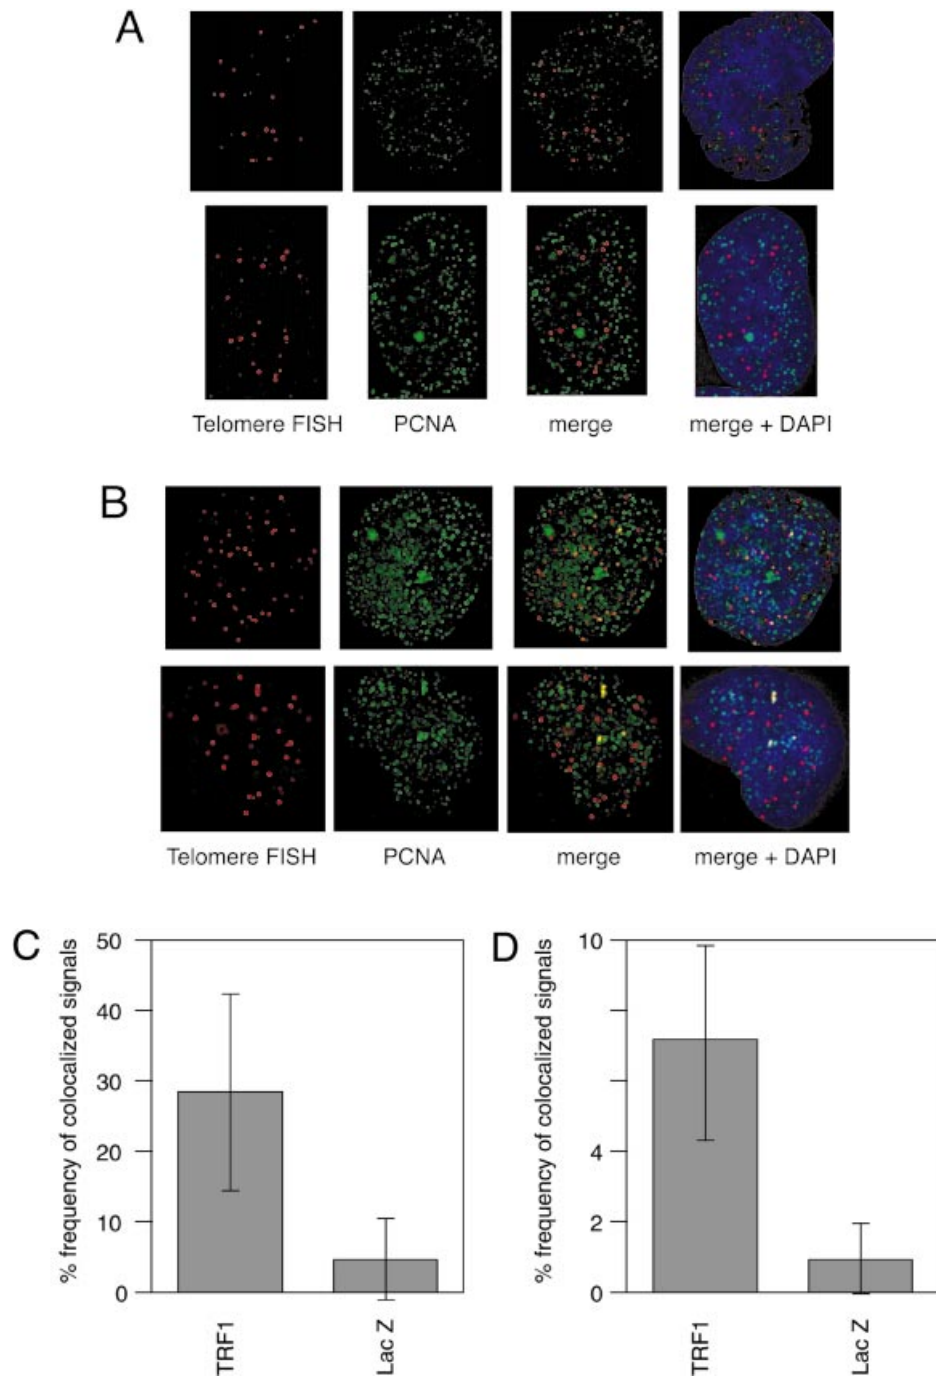 A
Telomere FISH PCNA merge merge + DAPI
B
Telomere FISH PCNA merge merge + DAPI
C
% frequency of colocalized signals
50
40
30
20
10
0
TRF1
Lac Z
D
% frequency of colocalized signals
10
4
2
0
TRF1
Lac Z